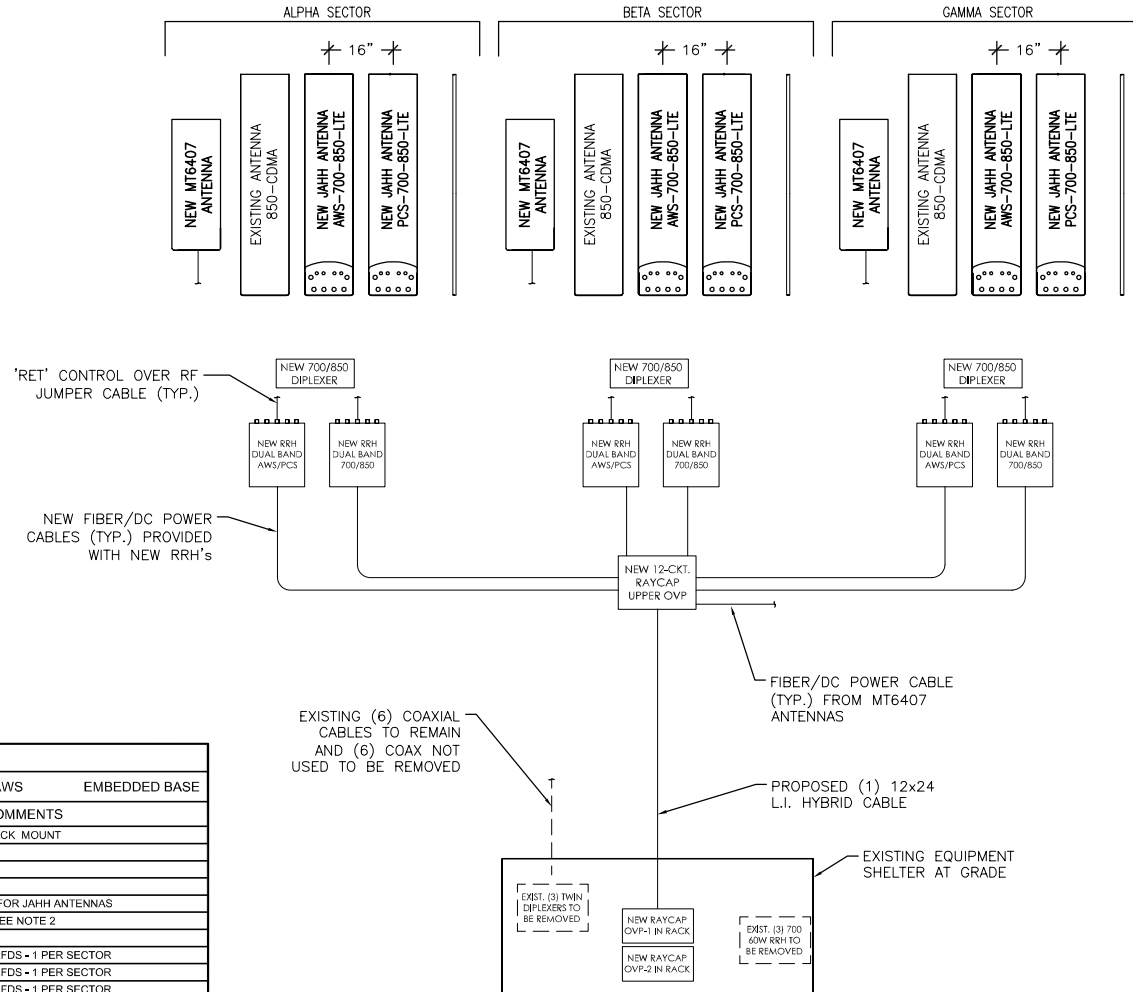 ALPHA SECTOR
BETA SECTOR
GAMMA SECTOR
16"
16"
16"
NEW MT6407
ANTENNA
EXISTING ANTENNA
850-CDMA
NEW JAHH ANTENNA
AWS-700-850-LTE
NEW JAHH ANTENNA
PCS-700-850-LTE
NEW MT6407
ANTENNA
EXISTING ANTENNA
850-CDMA
NEW JAHH ANTENNA
AWS-700-850-LTE
NEW JAHH ANTENNA
PCS-700-850-LTE
NEW MT6407
ANTENNA
EXISTING ANTENNA
850-CDMA
NEW JAHH ANTENNA
AWS-700-850-LTE
NEW JAHH ANTENNA
PCS-700-850-LTE
'RET' CONTROL OVER RF
JUMPER CABLE (TYP.)
NEW 700/850
DIPLEXER
NEW 700/850
DIPLEXER
NEW 700/850
DIPLEXER
NEW RRH
DUAL BAND
AWS/PCS
NEW RRH
DUAL BAND
700/850
NEW RRH
DUAL BAND
AWS/PCS
NEW RRH
DUAL BAND
700/850
NEW RRH
DUAL BAND
AWS/PCS
NEW RRH
DUAL BAND
700/850
NEW FIBER/DC POWER
CABLES (TYP.) PROVIDED
WITH NEW RRH's
NEW 12-CKT.
RAYCAP
UPPER OVP
FIBER/DC POWER CABLE
(TYP.) FROM MT6407
ANTENNAS
EXISTING (6) COAXIAL
CABLES TO REMAIN
AND (6) COAX NOT
USED TO BE REMOVED
PROPOSED (1) 12x24
L.I. HYBRID CABLE
EXISTING EQUIPMENT
SHELTER AT GRADE
EXIST. (3) TWIN
DIPLEXERS TO
BE REMOVED
NEW RAYCAP
OVP-1 IN RACK
NEW RAYCAP
OVP-2 IN RACK
EXIST. (3) 700
60W RRH TO
BE REMOVED
AWS EMBEDDED BASE
OMMENTS
CK MOUNT
FOR JAHH ANTENNAS
EE NOTE 2
FDS - 1 PER SECTOR
FDS - 1 PER SECTOR
FDS - 1 PER SECTOR